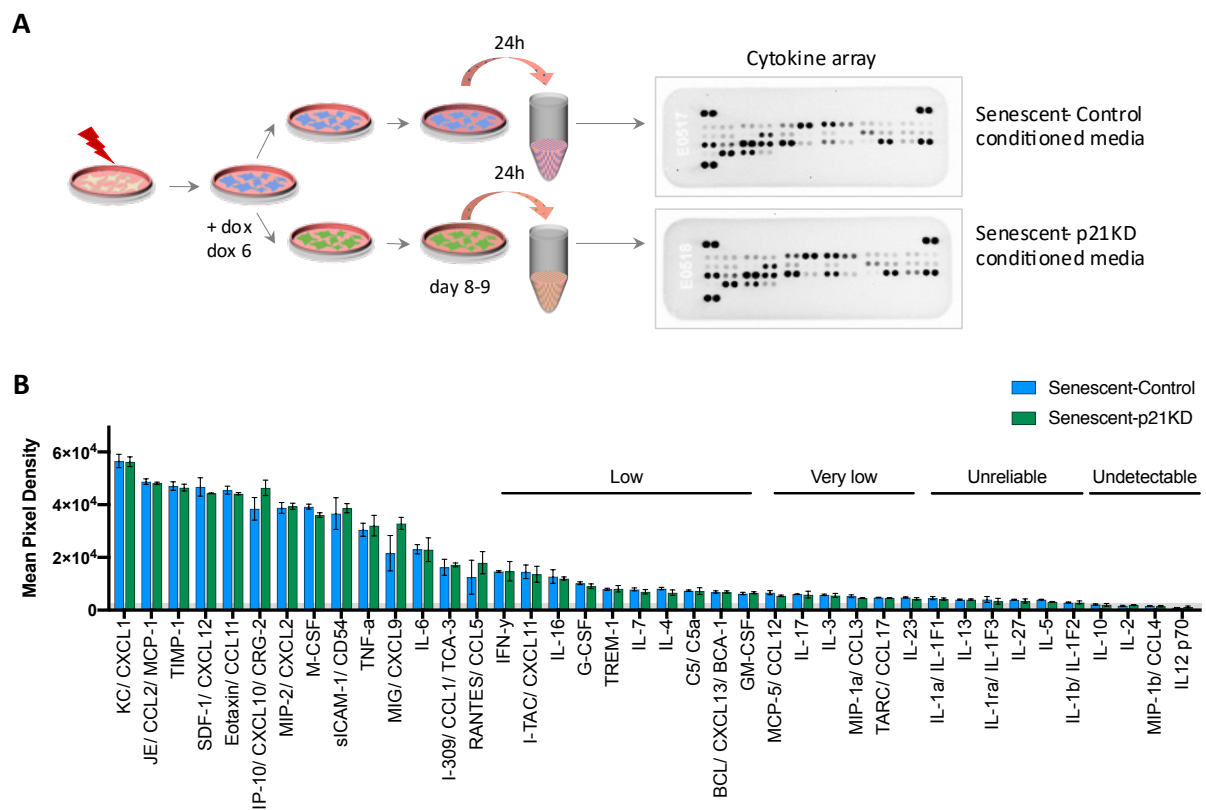 A
24h
Cytokine array
E0517
Senescent- Control
conditioned media
+ dox
dox 6
24h
day 8-9
E0518
Senescent- p21KD
conditioned media
B
Senescent-Control
Senescent-p21KD
Mean Pixel Density
6×10⁴
4×10⁴
2×10⁴
0
Low
Very low
Unreliable
Undetectable
KC/ CXCL1
JE/ CCL2/ MCP-1
TIMP-1
SDF-1/ CXCL12
Eotaxin/ CCL11
IP-10/ CXCL10/ CRG-2
MIP-2/ CXCL2
M-CSF
sICAM-1/ CD54
TNF-a
MIG/ CXCL9
IL-6
I-309/ CCL1/ TCA-3
RANTES/ CCL5
IFN-y
I-TAC/ CXCL11
IL-16
G-CSF
TREM-1
IL-7
IL-4
C5/ C5a
BCL/ CXCL13/ BCA-1
GM-CSF
MCP-5/ CCL12
IL-17
IL-3
MIP-1a/ CCL3
TARC/ CCL17
IL-23
IL-1a/ IL-1F1
IL-13
IL-1ra/ IL-1F3
IL-27
IL-5
IL-1b/ IL-1F2
IL-10
IL-2
MIP-1b/ CCL4
IL12 p70